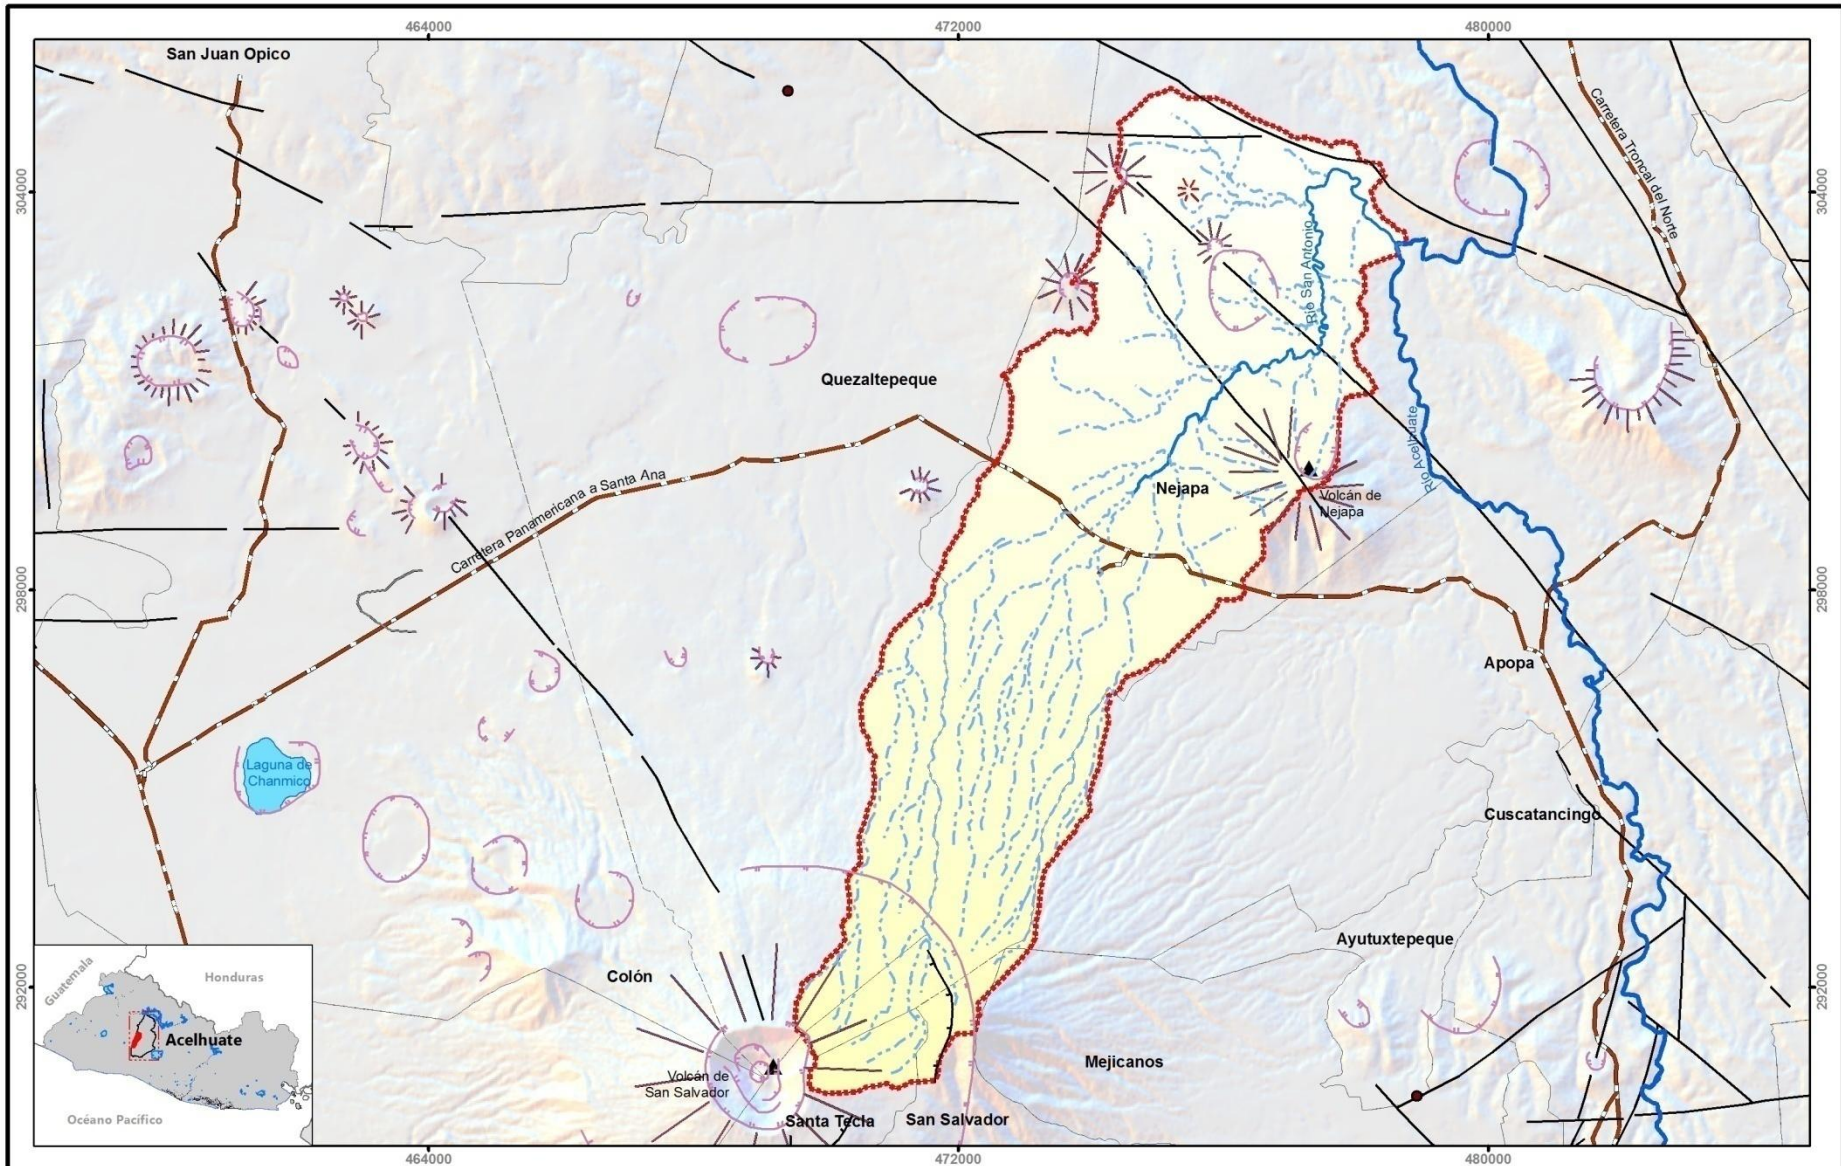 464000
472000
480000
San Juan Opico
Carretera Troncal del Norte
304000
304000
Río San Antonio
Quezaltepeque
Río Acelhuate
Carretera Panamericana a Santa Ana
Nejapa
Volcán de
Nejapa
298000
298000
Apopa
Laguna de
Chanmico
Cuscatancingo
Ayutuxtepeque
Colón
292000
292000
Guatemala
Honduras
Acelhuate
Océano Pacífico
Volcán de
San Salvador
Mejicanos
Santa Tecla
San Salvador
464000
472000
480000